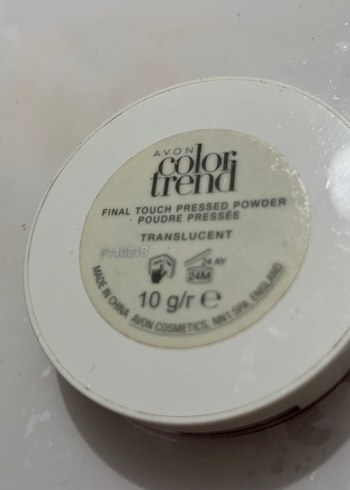 AVON
color
trend
FINAL TOUCH PRESSED POWDER
POUDRE PRESSÉE
TRANSLUCENT
24 AY
24M
10 g/r e
MADE IN CHINA AVON COSMETICS, NN1 5PA, ENGLAND